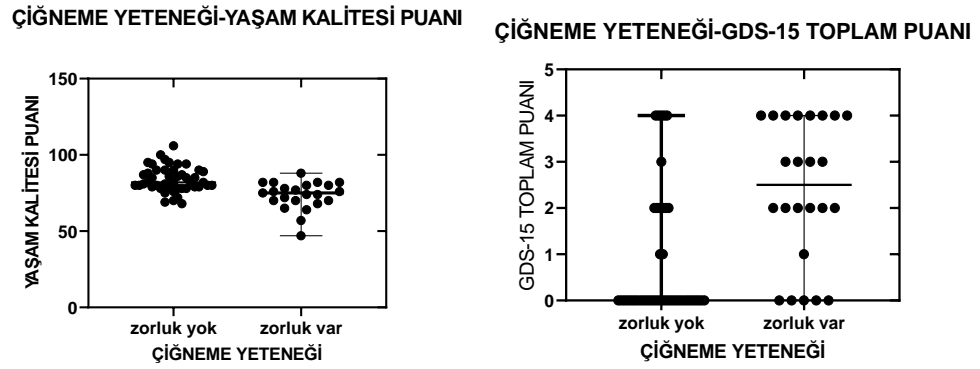 ÇİĞNEME YETENEĞİ-YAŞAM KALİTESİ PUANI
YAŞAM KALİTESİ PUANI
150
100
50
0
zorluk yok zorluk var
ÇİĞNEME YETENEĞİ
ÇİĞNEME YETENEĞİ-GDS-15 TOPLAM PUANI
GDS-15 TOPLAM PUANI
5
4
3
2
1
0
zorluk yok zorluk var
ÇİĞNEME YETENEĞİ